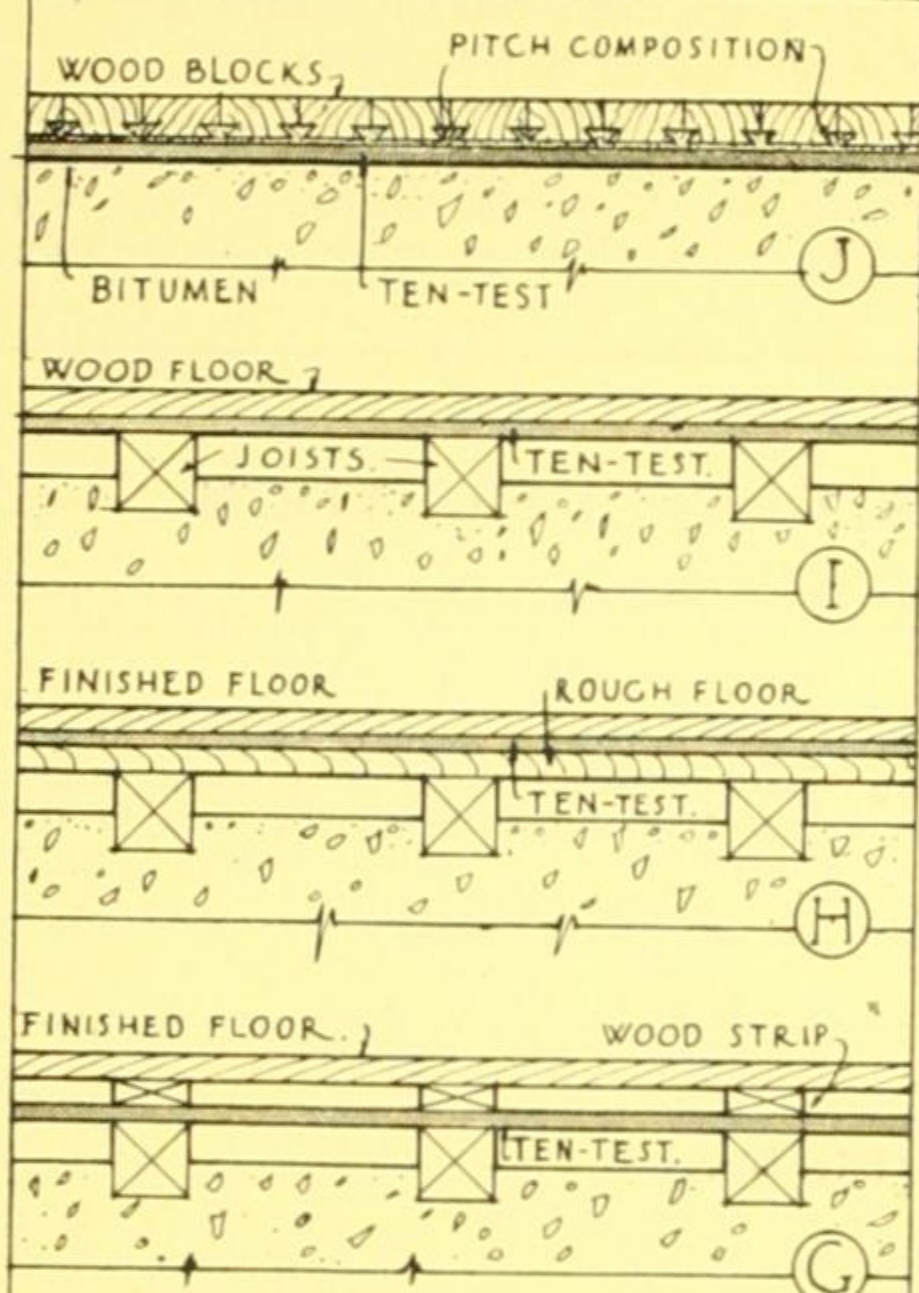 PITCH COMPOSITION
WOOD BLOCKS
BITUMEN
TEN-TEST
J
WOOD FLOOR
JOISTS.
TEN-TEST.
I
FINISHED FLOOR
ROUGH FLOOR
TEN-TEST.
H
FINISHED FLOOR.
WOOD STRIP
TEN-TEST.
G